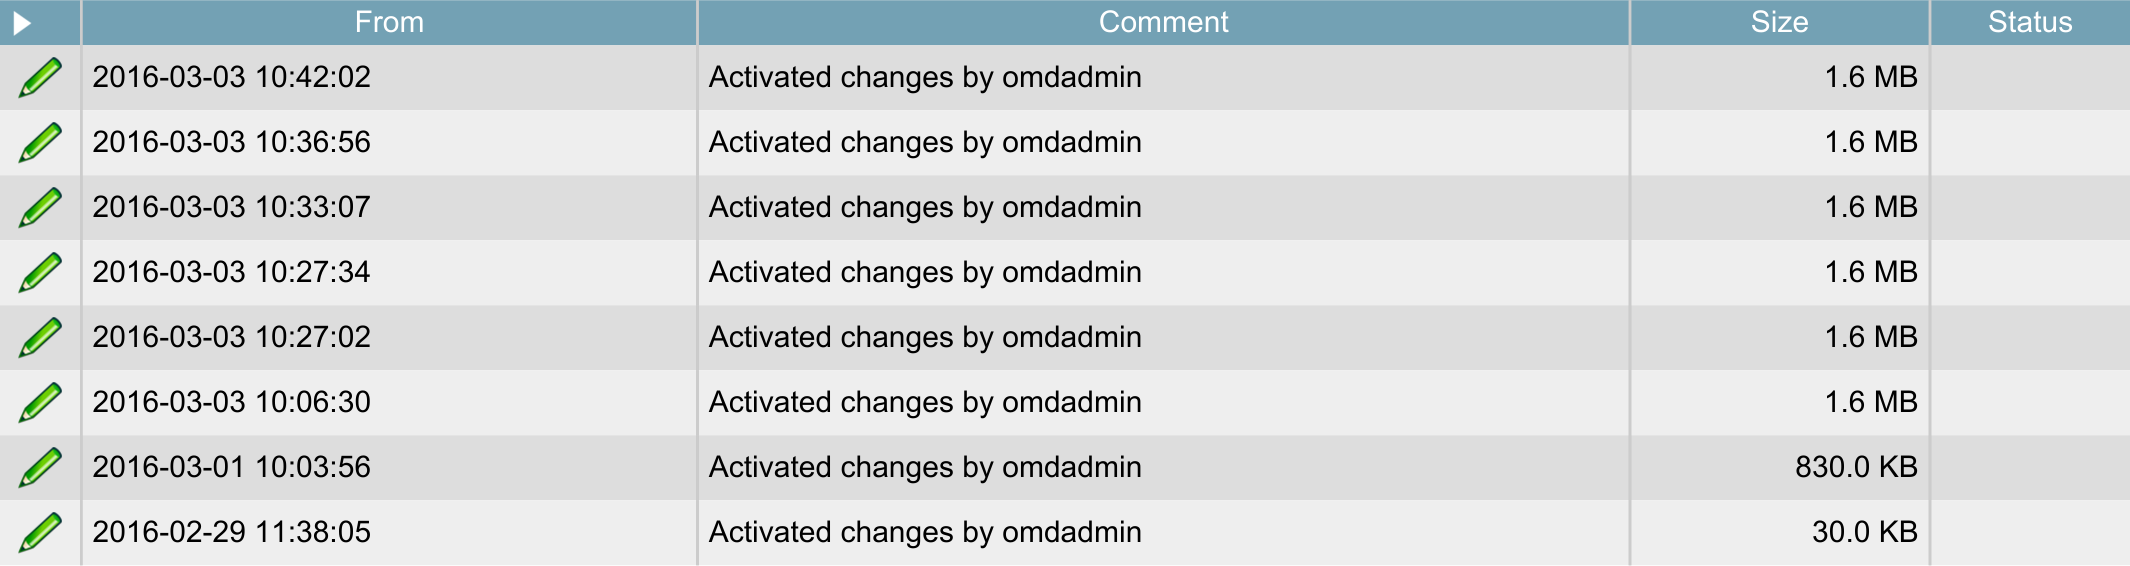 From Comment Size Status
2016-03-03 10:42:02 Activated changes by omdadmin 1.6 MB
2016-03-03 10:36:56 Activated changes by omdadmin 1.6 MB
2016-03-03 10:33:07 Activated changes by omdadmin 1.6 MB
2016-03-03 10:27:34 Activated changes by omdadmin 1.6 MB
2016-03-03 10:27:02 Activated changes by omdadmin 1.6 MB
2016-03-03 10:06:30 Activated changes by omdadmin 1.6 MB
2016-03-01 10:03:56 Activated changes by omdadmin 830.0 KB
2016-02-29 11:38:05 Activated changes by omdadmin 30.0 KB